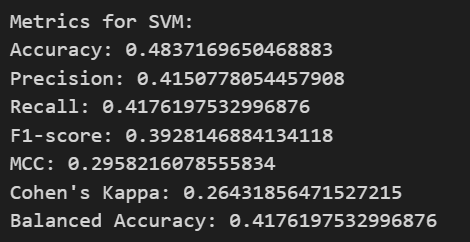 Metrics for SVM:
Accuracy: 0.4837169650468883
Precision: 0.4150778054457908
Recall: 0.4176197532996876
F1-score: 0.3928146884134118
MCC: 0.2958216078555834
Cohen's Kappa: 0.26431856471527215
Balanced Accuracy: 0.4176197532996876